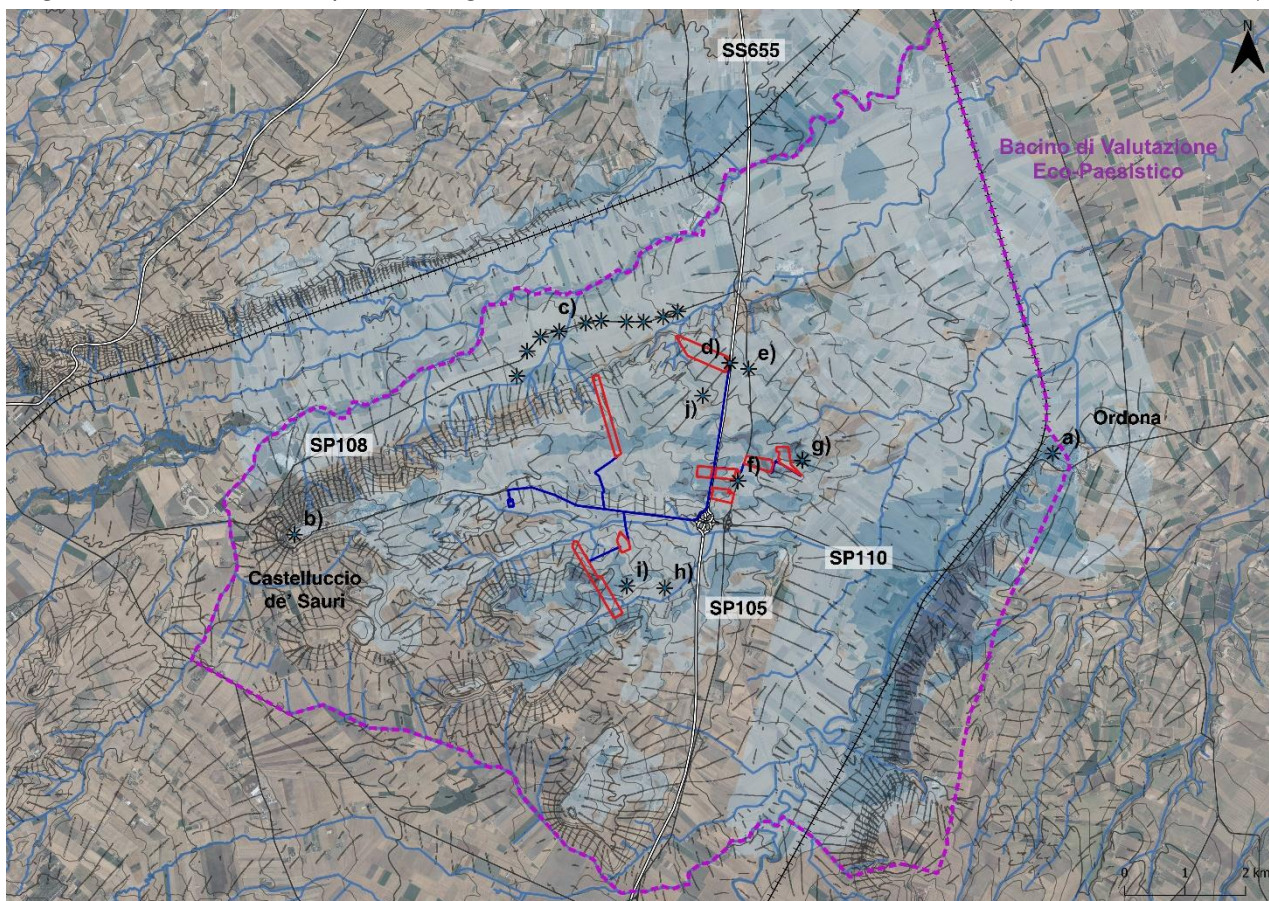 N
SS655
Bacino di Valutazione
Eco-Paesistico
c)
d)
e)
j)
SP108
Ordona
a)
g)
f)
b)
SP110
Castelluccio
de' Sauri
i)
h)
SP105
0 1 2 km